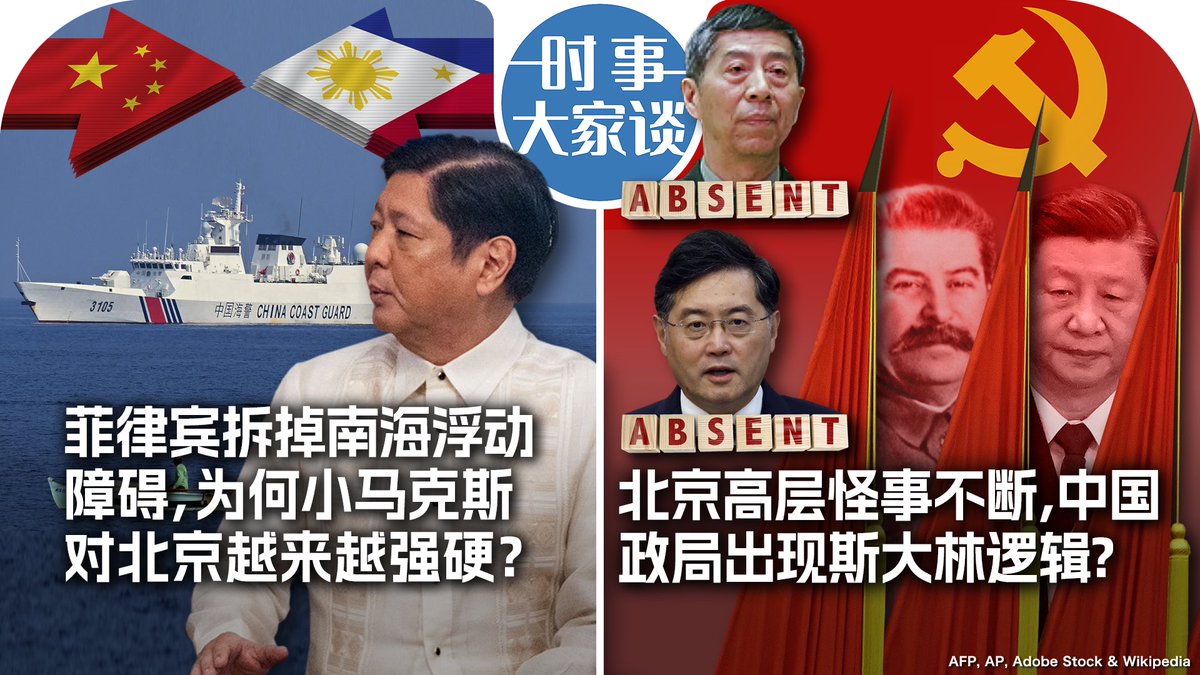 时事
大家谈
3105
中国海警 CHINA COAST GUARD
菲律宾拆掉南海浮动
障碍,为何小马克斯
对北京越来越强硬?
ABSENT
ABSENT
北京高层怪事不断,中国
政局出现斯大林逻辑?
AFP, AP, Adobe Stock & Wikipedia